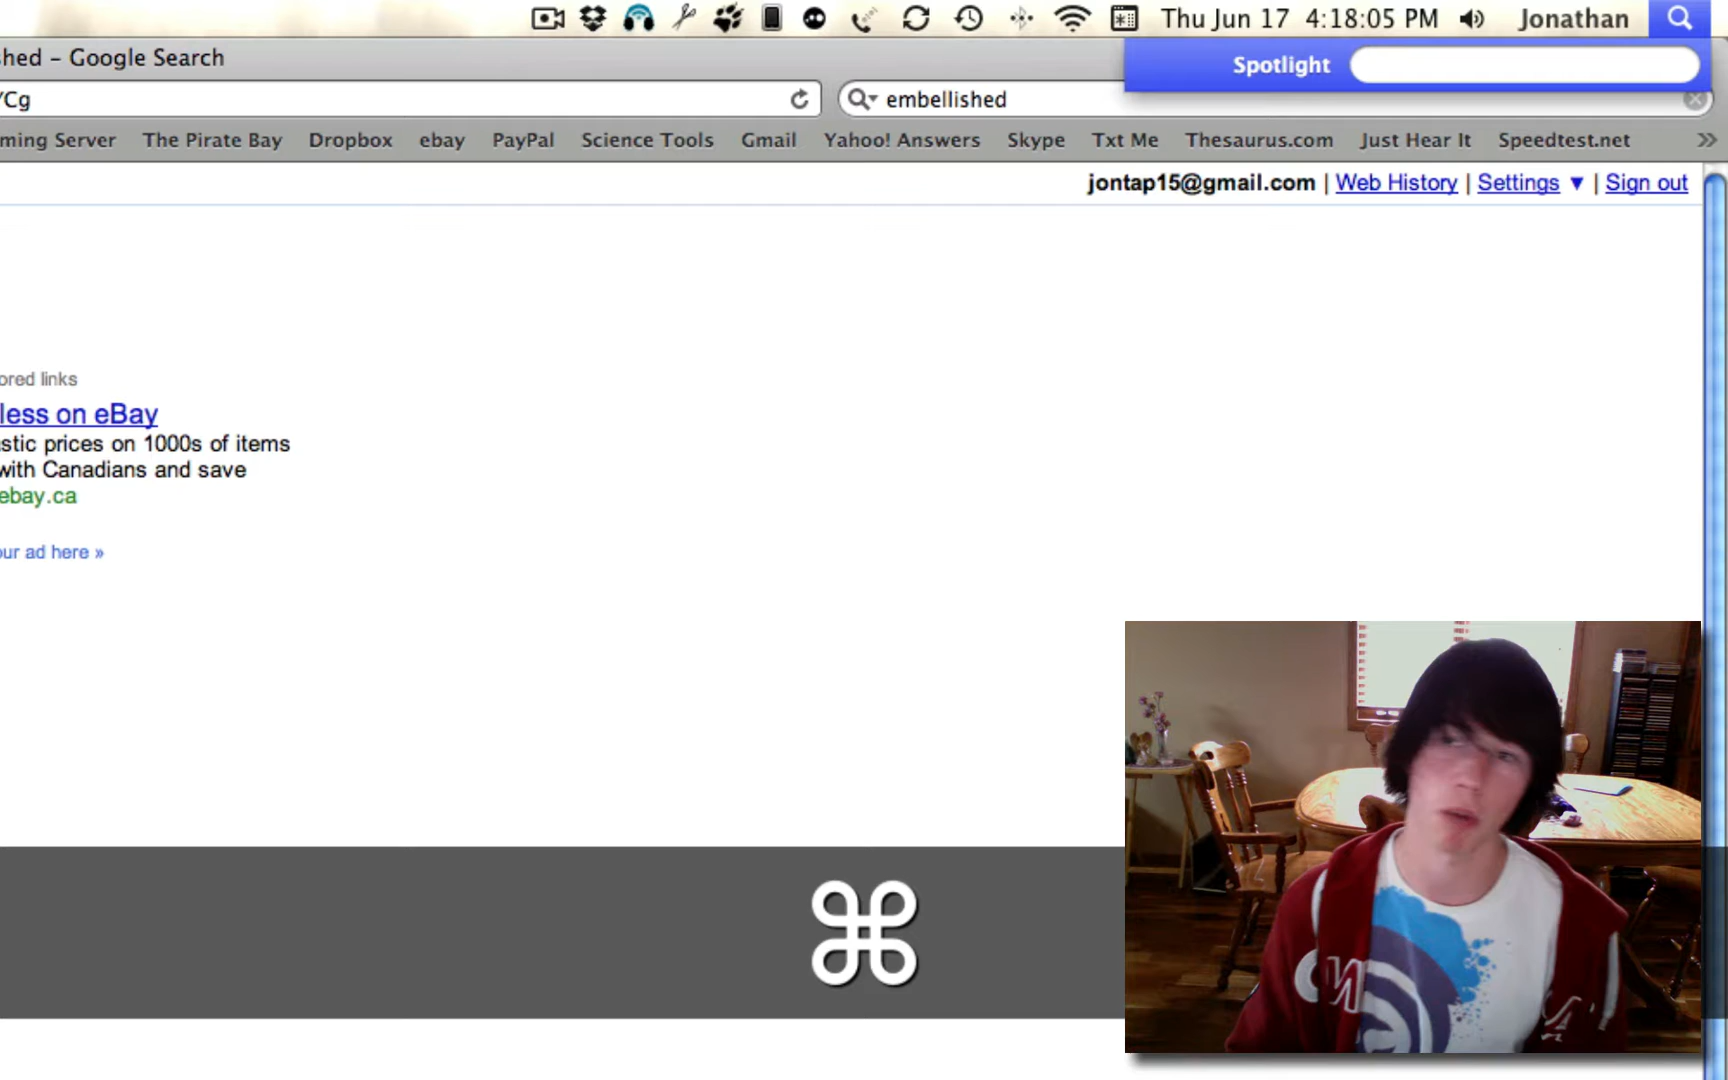 Thu Jun 17 4:18:05 PM Jonathan
hed – Google Search
Spotlight
/Cg
embellished
ming Server The Pirate Bay Dropbox ebay PayPal Science Tools Gmail Yahoo! Answers Skype Txt Me Thesaurus.com Just Hear It Speedtest.net »
jontap15@gmail.com | Web History | Settings ▼ | Sign out
ored links
less on eBay
stic prices on 1000s of items
with Canadians and save
ebay.ca
our ad here »
⌘